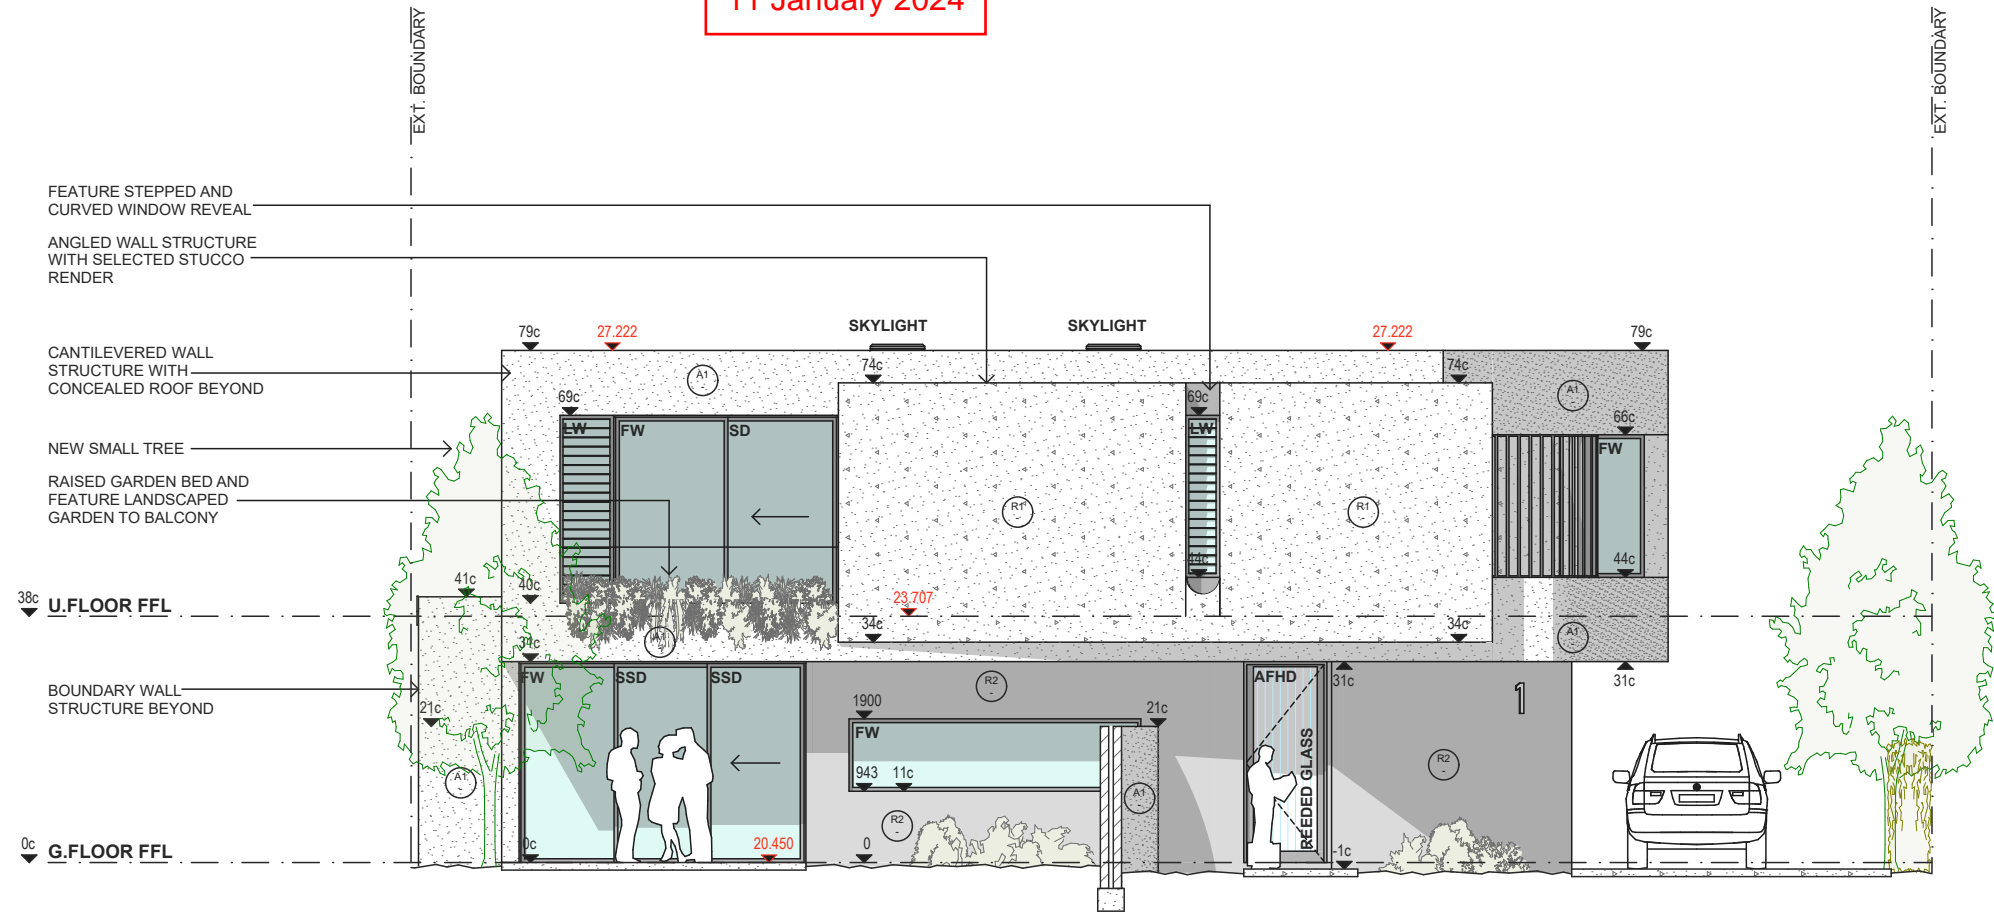 11 January 2024
EXT. BOUNDARY
EXT. BOUNDARY
FEATURE STEPPED AND
CURVED WINDOW REVEAL
ANGLED WALL STRUCTURE
WITH SELECTED STUCCO
RENDER
CANTILEVERED WALL
STRUCTURE WITH
CONCEALED ROOF BEYOND
NEW SMALL TREE
RAISED GARDEN BED AND
FEATURE LANDSCAPED
GARDEN TO BALCONY
BOUNDARY WALL
STRUCTURE BEYOND
79c
27.222
SKYLIGHT
SKYLIGHT
27.222
79c
A1
-
74c
74c
A1
-
69c
69c
66c
LW
FW
SD
LW
FW
R1
-
R1
-
44c
44c
41c
40c
38c
U.FLOOR FFL
23.707
34c
34c
A1
-
A1
-
31c
31c
31c
FW
SSD
SSD
R2
-
AFHD
1
21c
1900
21c
FW
943
11c
A1
-
A1
-
R2
-
R2
-
REEDED GLASS
0c
G.FLOOR FFL
0c
20.450
0
-1c